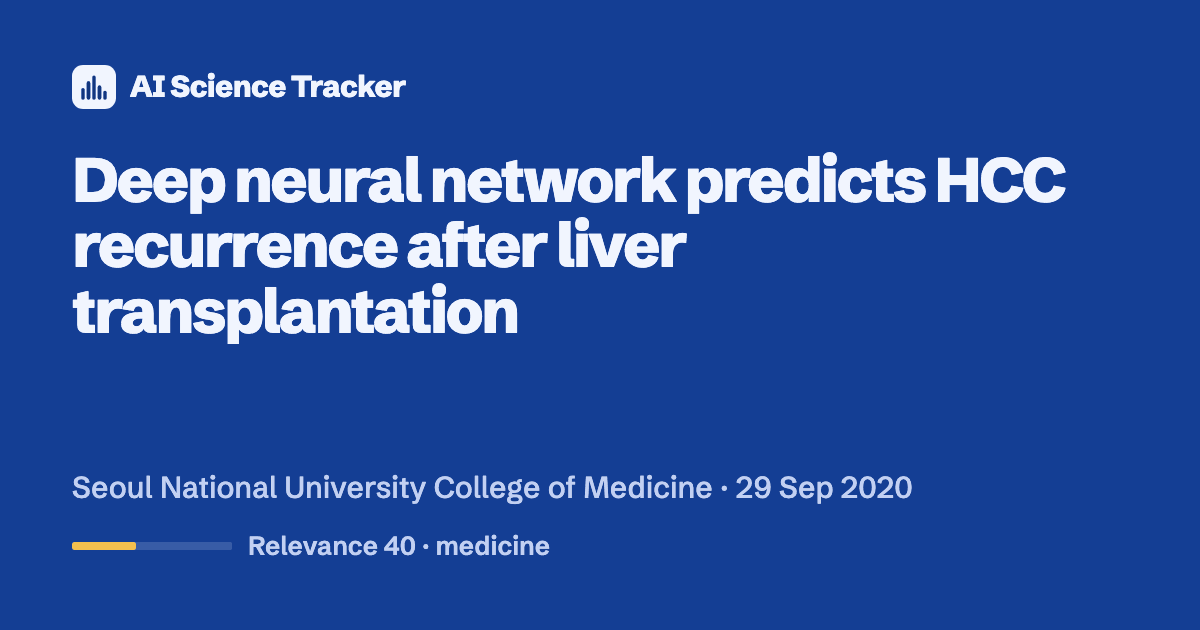 AI Science Tracker
Deep neural network predicts HCC
recurrence after liver
transplantation
Seoul National University College of Medicine · 29 Sep 2020
Relevance 40 · medicine